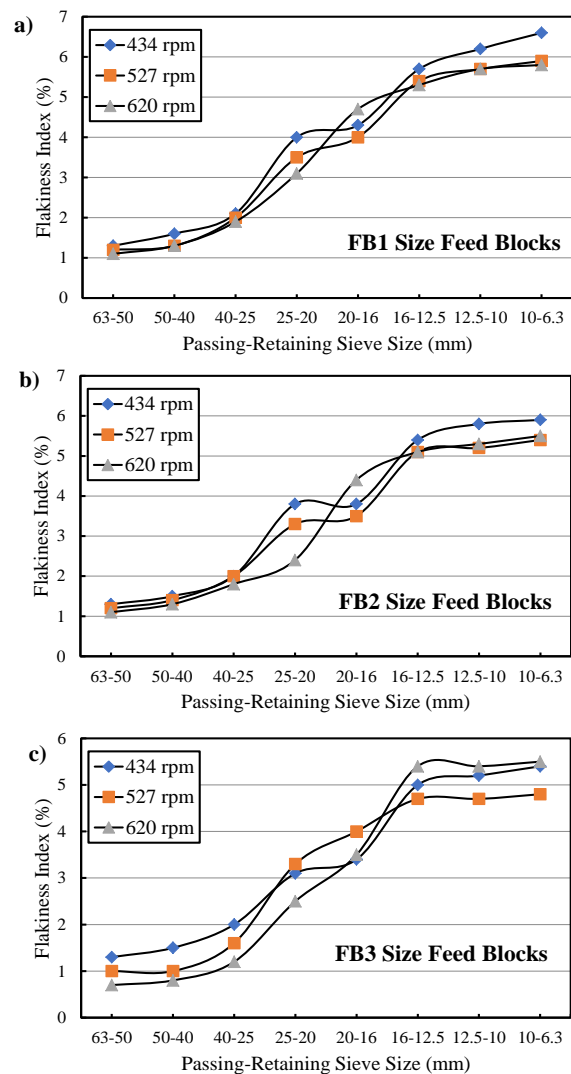 a)
7
6
5
4
3
2
1
0
Flakiness Index (%)
434 rpm
527 rpm
620 rpm
FB1 Size Feed Blocks
63-50 50-40 40-25 25-20 20-16 16-12.5 12.5-10 10-6.3
Passing-Retaining Sieve Size (mm)
b)
7
6
5
4
3
2
1
0
Flakiness Index (%)
434 rpm
527 rpm
620 rpm
FB2 Size Feed Blocks
63-50 50-40 40-25 25-20 20-16 16-12.5 12.5-10 10-6.3
Passing-Retaining Sieve Size (mm)
c)
6
5
4
3
2
1
0
Flakiness Index (%)
434 rpm
527 rpm
620 rpm
FB3 Size Feed Blocks
63-50 50-40 40-25 25-20 20-16 16-12.5 12.5-10 10-6.3
Passing-Retaining Sieve Size (mm)